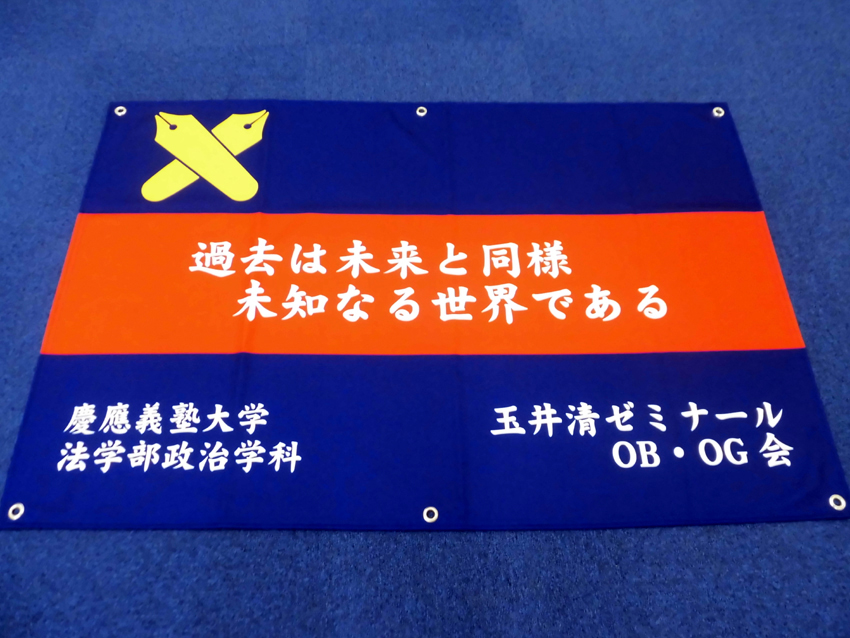 過去は未来と同様
未知なる世界である
慶應義塾大学
法学部政治学科
玉井清ゼミナール
OB・OG会